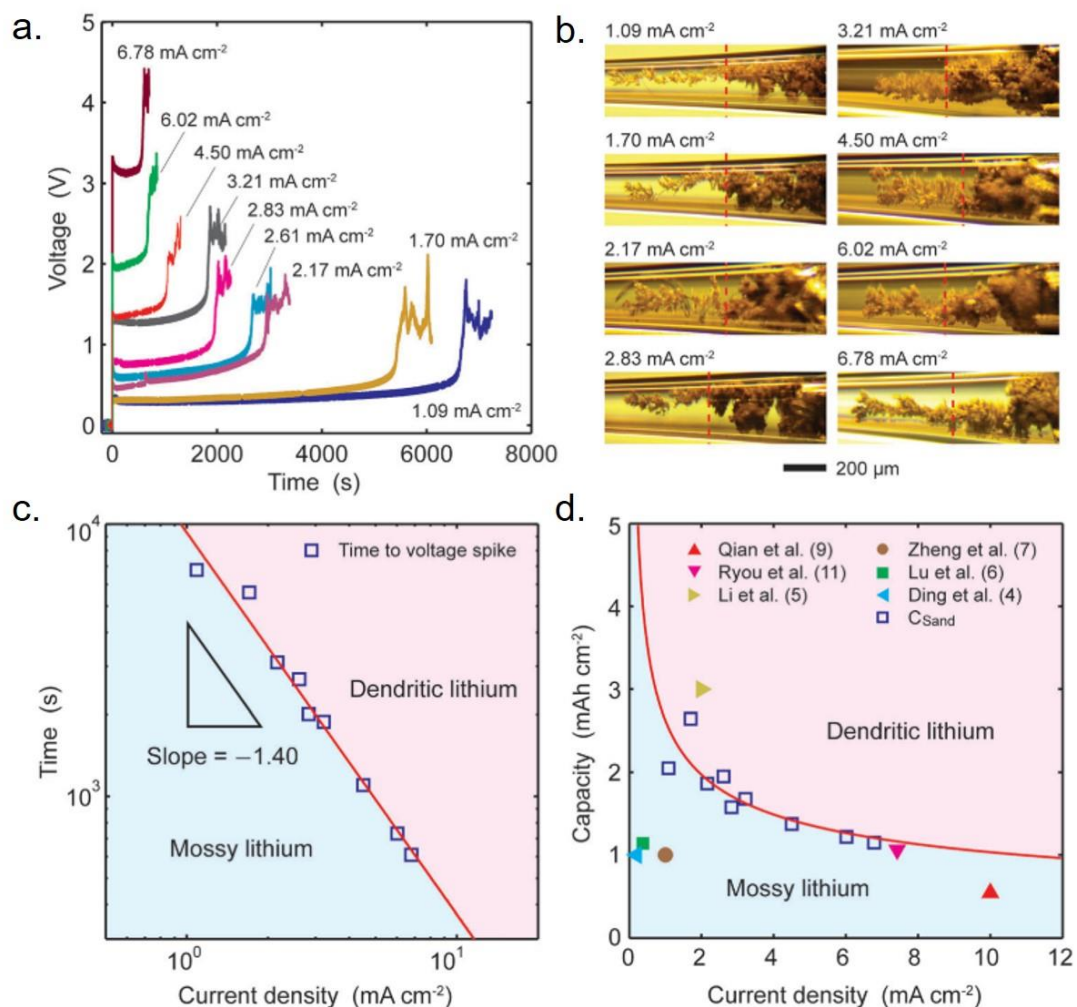 a.
5
4
3
2
1
0
Voltage (V)
6.78 mA cm-2
6.02 mA cm-2
4.50 mA cm-2
3.21 mA cm-2
2.83 mA cm-2
2.61 mA cm-2
2.17 mA cm-2
1.70 mA cm-2
1.09 mA cm-2
0 2000 4000 6000 8000
Time (s)
b.
1.09 mA cm-2
3.21 mA cm-2
1.70 mA cm-2
4.50 mA cm-2
2.17 mA cm-2
6.02 mA cm-2
2.83 mA cm-2
6.78 mA cm-2
200 μm
c.
10⁴
10³
Time (s)
Time to voltage spike
Dendritic lithium
Slope = −1.40
Mossy lithium
10⁰ 10¹
Current density (mA cm-2)
d.
5
4
3
2
1
0
Capacity (mAh cm-2)
Qian et al. (9)
Zheng et al. (7)
Ryou et al. (11)
Lu et al. (6)
Li et al. (5)
Ding et al. (4)
CSand
Dendritic lithium
Mossy lithium
0 2 4 6 8 10 12
Current density (mA cm-2)